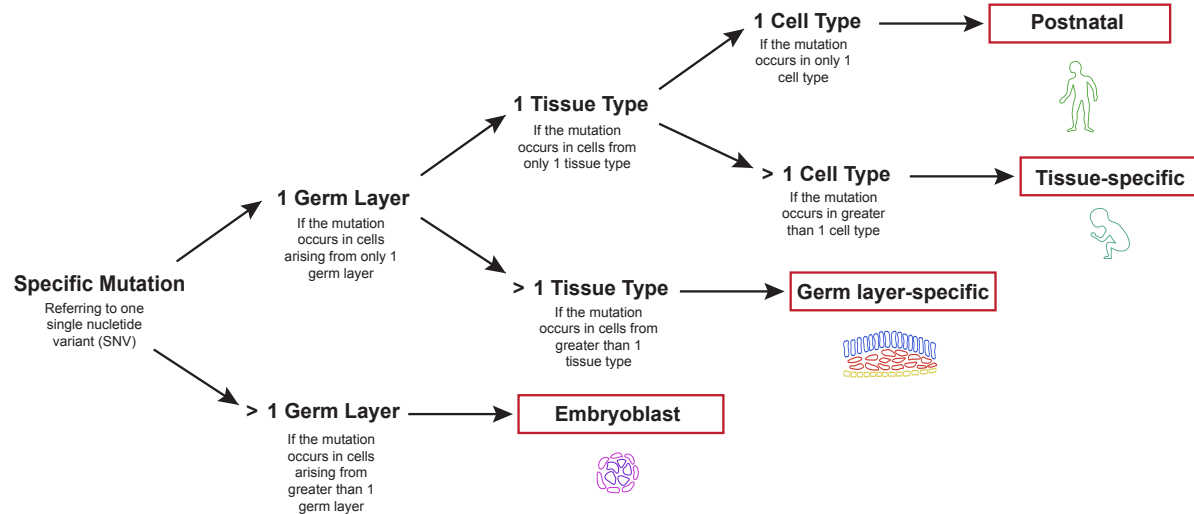 Specific Mutation
Referring to one
single nucletide
variant (SNV)
1 Germ Layer
If the mutation
occurs in cells
arising from only 1
germ layer
> 1 Germ Layer
If the mutation
occurs in cells
arising from
greater than 1
germ layer
1 Tissue Type
If the mutation
occurs in cells from
only 1 tissue type
> 1 Tissue Type
If the mutation
occurs in cells from
greater than 1
tissue type
Embryoblast
1 Cell Type
If the mutation
occurs in only 1
cell type
> 1 Cell Type
If the mutation
occurs in greater
than 1 cell type
Germ layer-specific
Postnatal
Tissue-specific